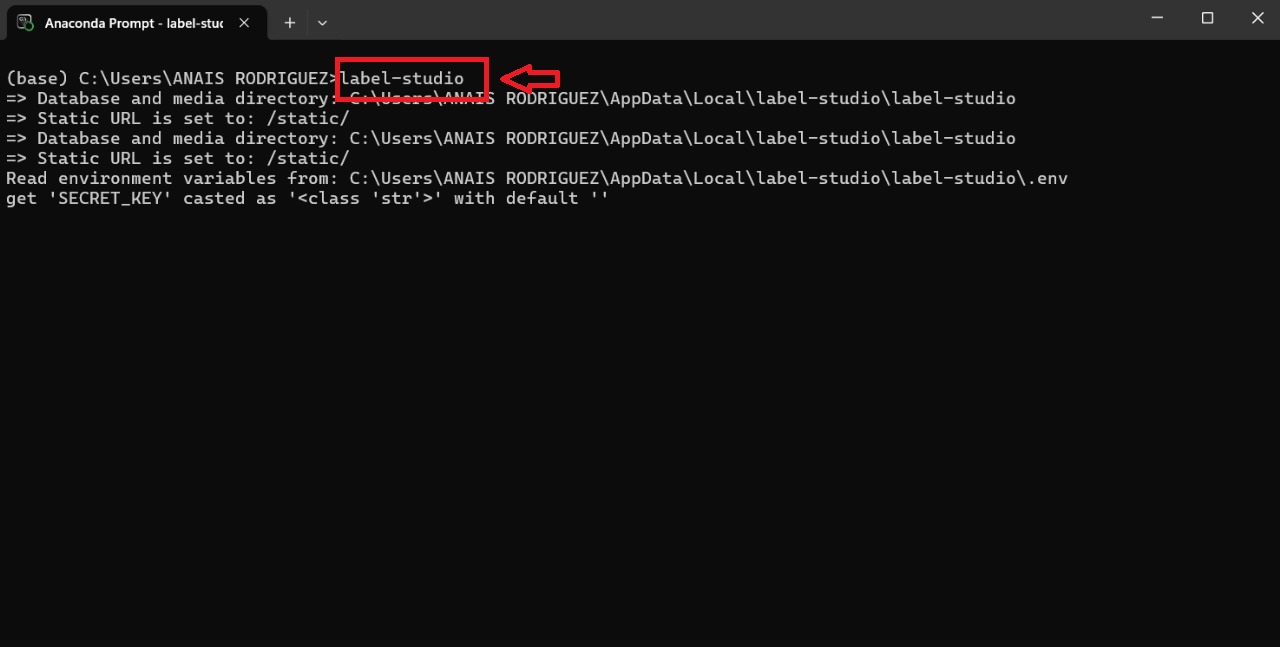 Anaconda Prompt - label-stuc
(base) C:\Users\ANAIS RODRIGUEZ>label-studio
=> Database and media directory: C:\Users\ANAIS RODRIGUEZ\AppData\Local\label-studio\label-studio
=> Static URL is set to: /static/
=> Database and media directory: C:\Users\ANAIS RODRIGUEZ\AppData\Local\label-studio\label-studio
=> Static URL is set to: /static/
Read environment variables from: C:\Users\ANAIS RODRIGUEZ\AppData\Local\label-studio\label-studio\.env
get 'SECRET_KEY' casted as '<class 'str'>' with default ''